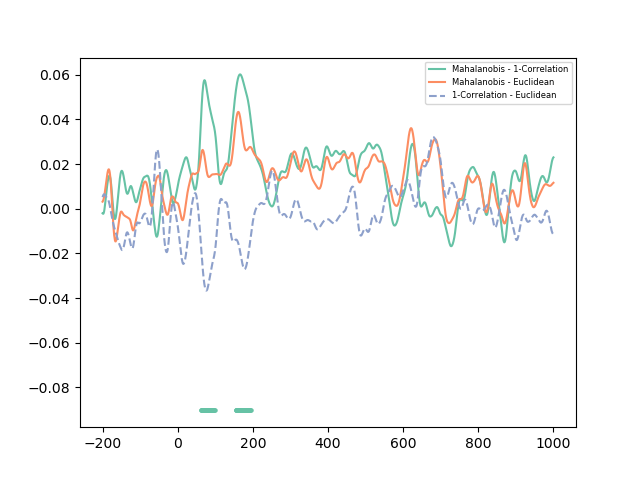 Mahalanobis - 1-Correlation
Mahalanobis - Euclidean
1-Correlation - Euclidean
0.06
0.04
0.02
0.00
−0.02
−0.04
−0.06
−0.08
−200 0 200 400 600 800 1000